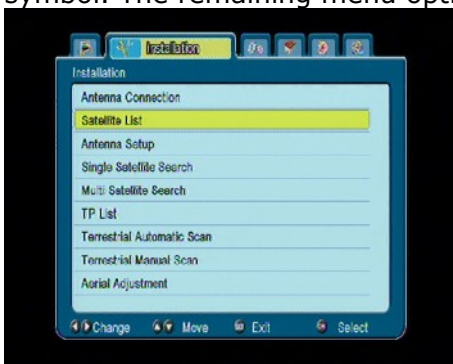 symbol. The remaining menu opti
Installation
Installation
Antenna Connection
Satellite List
Antenna Setup
Single Satellite Search
Multi Satellite Search
TP List
Terrestrial Automatic Scan
Terrestrial Manual Scan
Aerial Adjustment
Change Move Exit Select